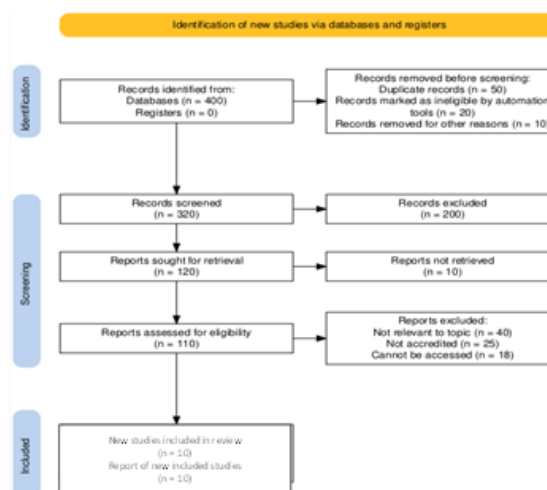 Identification of new studies via databases and registers
Identification
Records identified from:
Databases (n = 400)
Registers (n = 0)
Records removed before screening:
Duplicate records (n = 50)
Records marked as ineligible by automation
tools (n = 20)
Records removed for other reasons (n = 10)
Screening
Records screened
(n = 320)
Records excluded
(n = 200)
Reports sought for retrieval
(n = 120)
Reports not retrieved
(n = 10)
Reports assessed for eligibility
(n = 110)
Reports excluded:
Not relevant to topic (n = 40)
Not accredited (n = 25)
Cannot be accessed (n = 18)
Included
New studies included in review
(n = 10)
Report of new included studies
(n = 10)